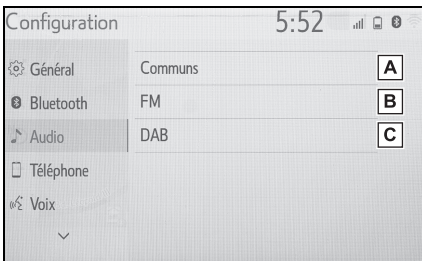 Configuration 5:52
Général Communs A
Bluetooth FM B
Audio DAB C
Téléphone
Voix